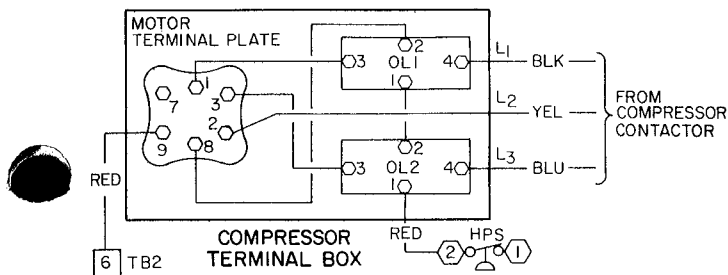 MOTOR
TERMINAL PLATE
1
7
3
2
9
8
2
3 OL1 4
1
2
3 OL2 4
1
L1 BLK
L2 YEL
L3 BLU
FROM
COMPRESSOR
CONTACTOR
RED
6 TB2
COMPRESSOR
TERMINAL BOX
RED
HPS
2 1